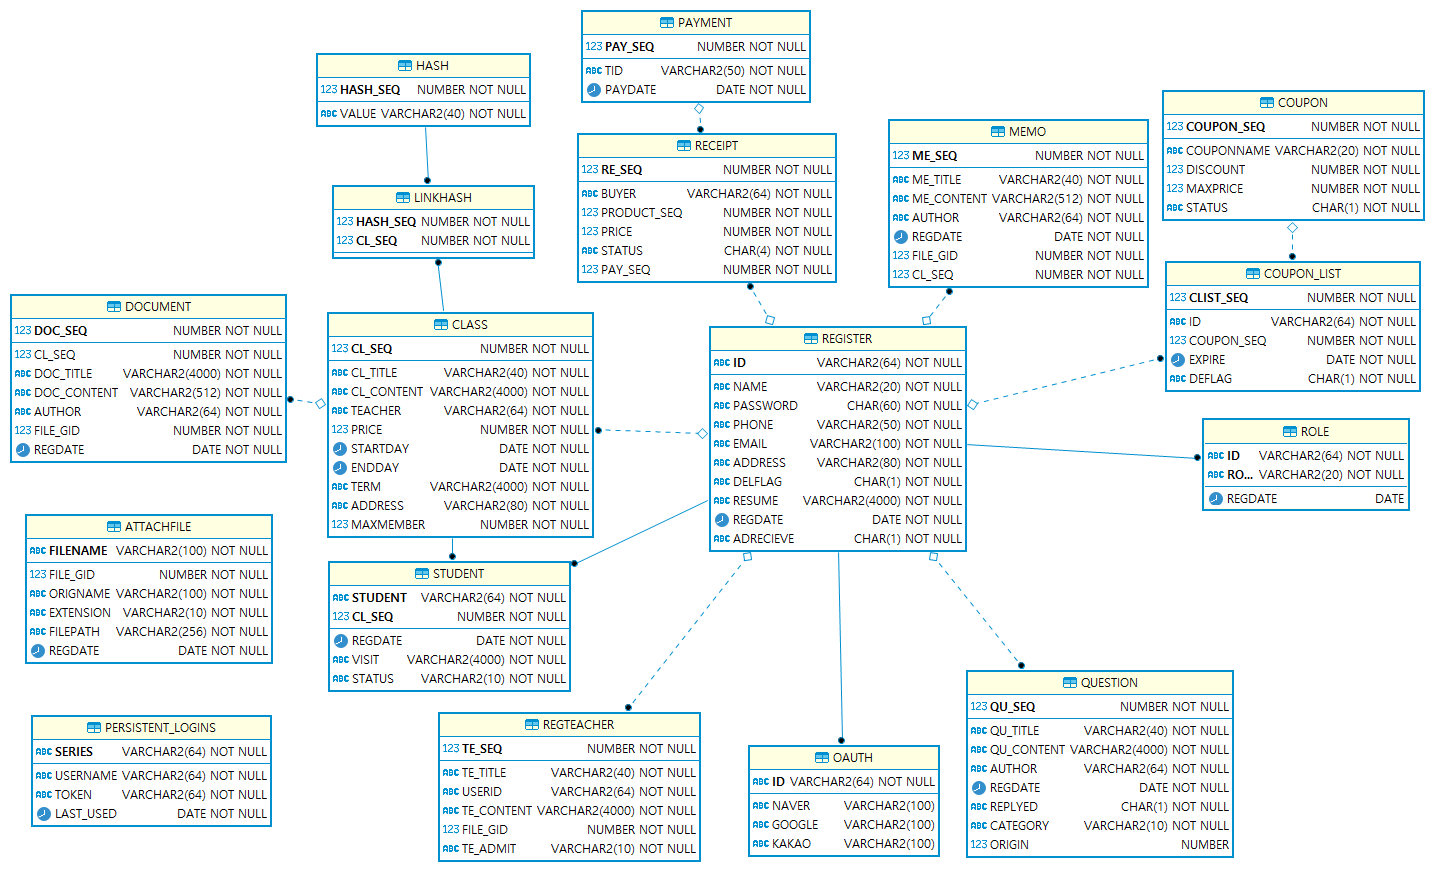 PAYMENT
123 PAY_SEQ NUMBER NOT NULL
ABC TID VARCHAR2(50) NOT NULL
PAYDATE DATE NOT NULL
HASH
123 HASH_SEQ NUMBER NOT NULL
ABC VALUE VARCHAR2(40) NOT NULL
COUPON
123 COUPON_SEQ NUMBER NOT NULL
ABC COUPONNAME VARCHAR2(20) NOT NULL
123 DISCOUNT NUMBER NOT NULL
123 MAXPRICE NUMBER NOT NULL
ABC STATUS CHAR(1) NOT NULL
MEMO
123 ME_SEQ NUMBER NOT NULL
ABC ME_TITLE VARCHAR2(40) NOT NULL
ABC ME_CONTENT VARCHAR2(512) NOT NULL
ABC AUTHOR VARCHAR2(64) NOT NULL
REGDATE DATE NOT NULL
123 FILE_GID NUMBER NOT NULL
123 CL_SEQ NUMBER NOT NULL
RECEIPT
123 RE_SEQ NUMBER NOT NULL
ABC BUYER VARCHAR2(64) NOT NULL
123 PRODUCT_SEQ NUMBER NOT NULL
123 PRICE NUMBER NOT NULL
ABC STATUS CHAR(4) NOT NULL
123 PAY_SEQ NUMBER NOT NULL
LINKHASH
123 HASH_SEQ NUMBER NOT NULL
123 CL_SEQ NUMBER NOT NULL
COUPON_LIST
123 CLIST_SEQ NUMBER NOT NULL
ABC ID VARCHAR2(64) NOT NULL
123 COUPON_SEQ NUMBER NOT NULL
EXPIRE DATE NOT NULL
ABC DEFLAG CHAR(1) NOT NULL
DOCUMENT
123 DOC_SEQ NUMBER NOT NULL
123 CL_SEQ NUMBER NOT NULL
ABC DOC_TITLE VARCHAR2(4000) NOT NULL
ABC DOC_CONTENT VARCHAR2(512) NOT NULL
ABC AUTHOR VARCHAR2(64) NOT NULL
123 FILE_GID NUMBER NOT NULL
REGDATE DATE NOT NULL
CLASS
123 CL_SEQ NUMBER NOT NULL
ABC CL_TITLE VARCHAR2(40) NOT NULL
ABC CL_CONTENT VARCHAR2(4000) NOT NULL
ABC TEACHER VARCHAR2(64) NOT NULL
123 PRICE NUMBER NOT NULL
STARTDAY DATE NOT NULL
ENDDAY DATE NOT NULL
ABC TERM VARCHAR2(4000) NOT NULL
ABC ADDRESS VARCHAR2(80) NOT NULL
123 MAXMEMBER NUMBER NOT NULL
REGISTER
ABC ID VARCHAR2(64) NOT NULL
ABC NAME VARCHAR2(20) NOT NULL
ABC PASSWORD CHAR(60) NOT NULL
ABC PHONE VARCHAR2(50) NOT NULL
ABC EMAIL VARCHAR2(100) NOT NULL
ABC ADDRESS VARCHAR2(80) NOT NULL
ABC DELFLAG CHAR(1) NOT NULL
ABC RESUME VARCHAR2(4000) NOT NULL
REGDATE DATE NOT NULL
ABC ADRECIEVE CHAR(1) NOT NULL
ROLE
ABC ID VARCHAR2(64) NOT NULL
ABC RO... VARCHAR2(20) NOT NULL
REGDATE DATE
ATTACHFILE
ABC FILENAME VARCHAR2(100) NOT NULL
123 FILE_GID NUMBER NOT NULL
ABC ORIGNAME VARCHAR2(100) NOT NULL
ABC EXTENSION VARCHAR2(10) NOT NULL
ABC FILEPATH VARCHAR2(256) NOT NULL
REGDATE DATE NOT NULL
STUDENT
ABC STUDENT VARCHAR2(64) NOT NULL
123 CL_SEQ NUMBER NOT NULL
REGDATE DATE NOT NULL
ABC VISIT VARCHAR2(4000) NOT NULL
ABC STATUS VARCHAR2(10) NOT NULL
PERSISTENT_LOGINS
ABC SERIES VARCHAR2(64) NOT NULL
ABC USERNAME VARCHAR2(64) NOT NULL
ABC TOKEN VARCHAR2(64) NOT NULL
LAST_USED DATE NOT NULL
REGTEACHER
123 TE_SEQ NUMBER NOT NULL
ABC TE_TITLE VARCHAR2(40) NOT NULL
ABC USERID VARCHAR2(64) NOT NULL
ABC TE_CONTENT VARCHAR2(4000) NOT NULL
123 FILE_GID NUMBER NOT NULL
ABC TE_ADMIT VARCHAR2(10) NOT NULL
OAUTH
ABC ID VARCHAR2(64) NOT NULL
ABC NAVER VARCHAR2(100)
ABC GOOGLE VARCHAR2(100)
ABC KAKAO VARCHAR2(100)
QUESTION
123 QU_SEQ NUMBER NOT NULL
ABC QU_TITLE VARCHAR2(40) NOT NULL
ABC QU_CONTENT VARCHAR2(4000) NOT NULL
ABC AUTHOR VARCHAR2(64) NOT NULL
REGDATE DATE NOT NULL
ABC REPLYED CHAR(1) NOT NULL
ABC CATEGORY VARCHAR2(10) NOT NULL
123 ORIGIN NUMBER